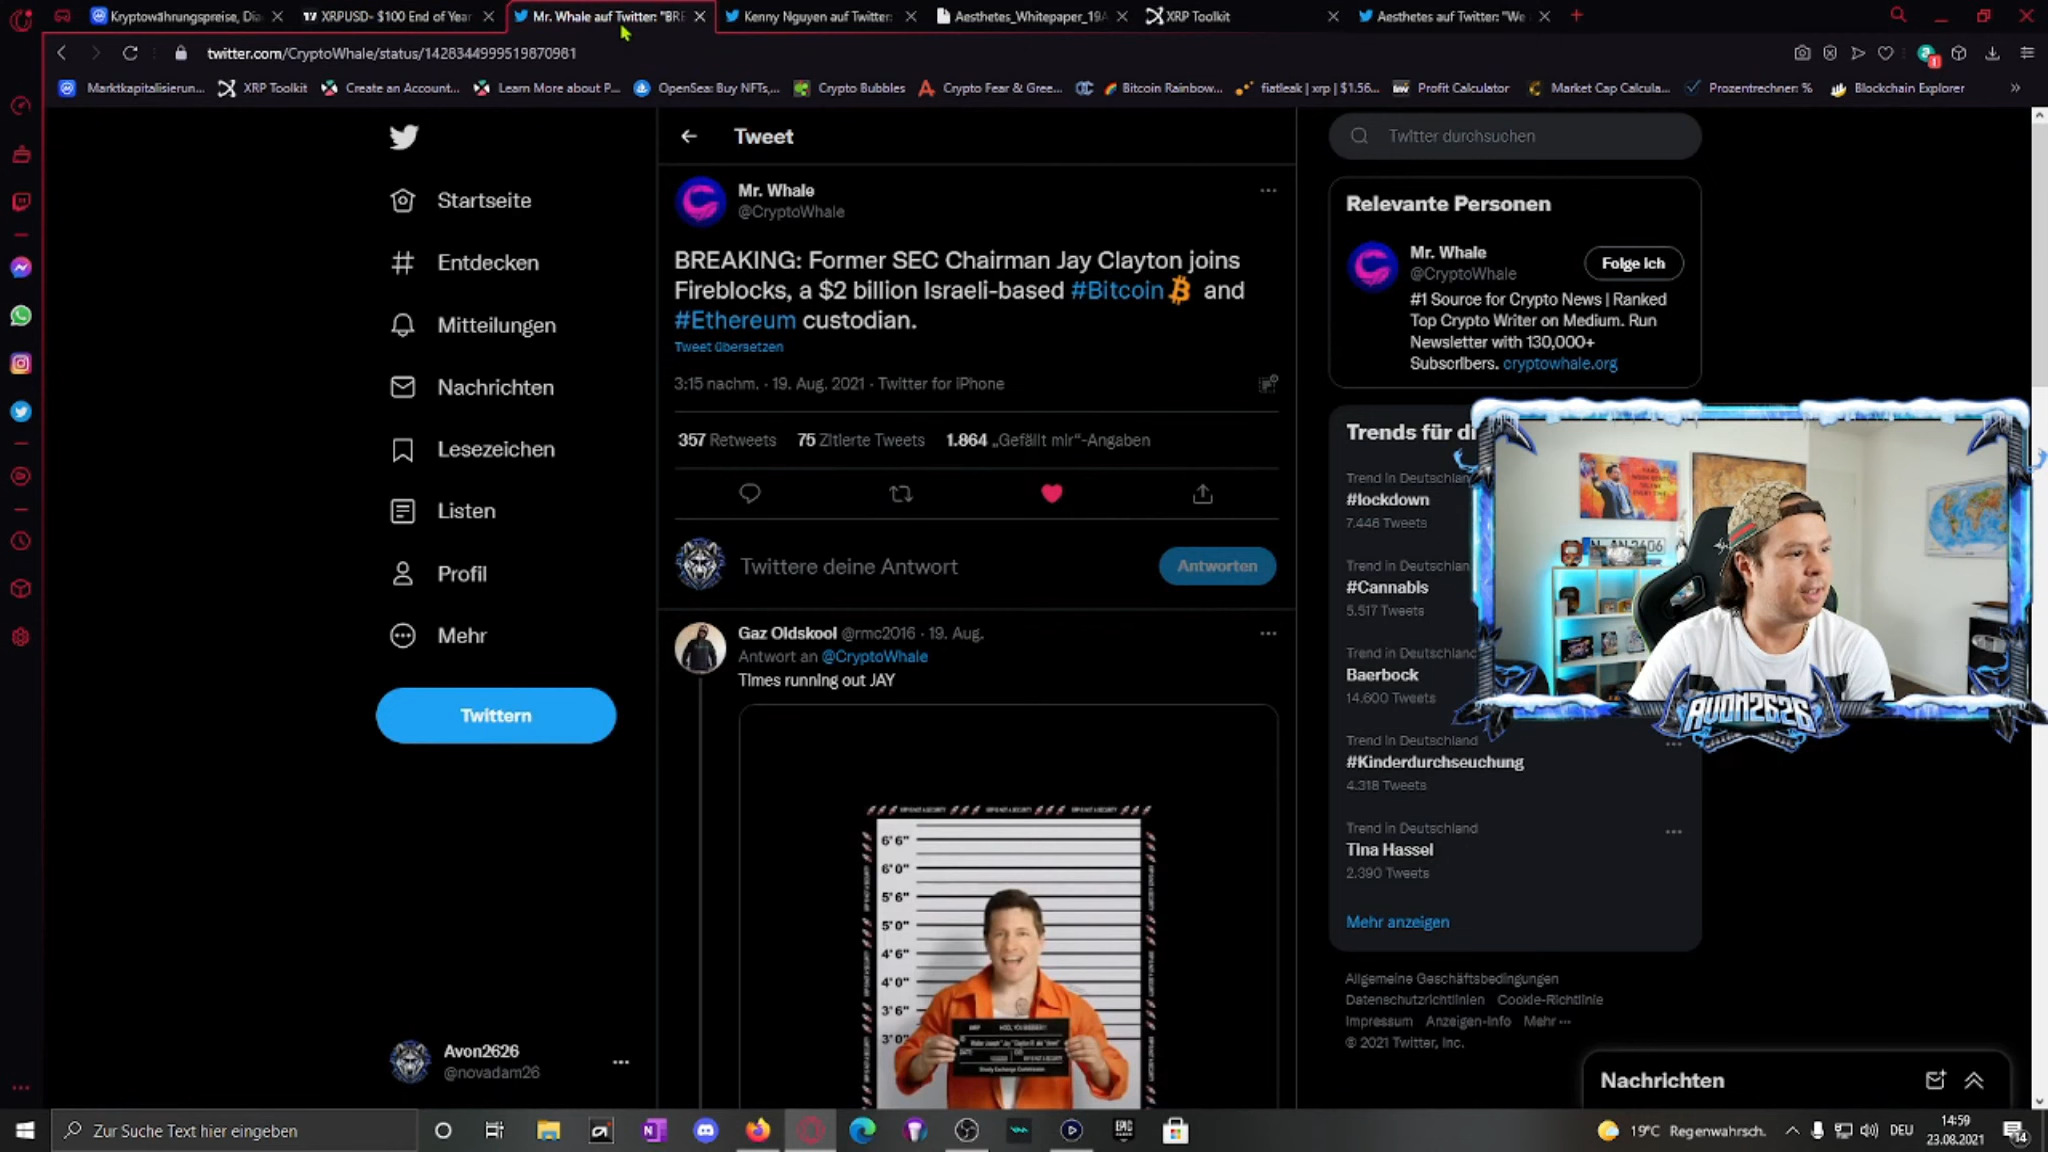 Kryptowährungspreise, Dia
XRPUSD- $100 End of Year
Mr. Whale auf Twitter: "BRE
Kenny Nguyen auf Twitter:
Aesthetes_Whitepaper_19A
XRP Toolkit
Aesthetes auf Twitter: "We
twitter.com/CryptoWhale/status/1428344999519870981
Marktkapitalisierun...
XRP Toolkit
Create an Account...
Learn More about P...
OpenSea: Buy NFTs,...
Crypto Bubbles
Crypto Fear & Gree...
Bitcoin Rainbow...
fiatleak | xrp | $1.56...
Profit Calculator
Market Cap Calcula...
Prozentrechner: %
Blockchain Explorer
Startseite
Entdecken
Mitteilungen
Nachrichten
Lesezeichen
Listen
Profil
Mehr
Twittern
Avon2626
@novadam26
Tweet
Mr. Whale
@CryptoWhale
BREAKING: Former SEC Chairman Jay Clayton joins
Fireblocks, a $2 billion Israeli-based #Bitcoin and
#Ethereum custodian.
Tweet übersetzen
3:15 nachm. · 19. Aug. 2021 · Twitter for iPhone
357 Retweets 75 Zitierte Tweets 1.864 „Gefällt mir“-Angaben
Twittere deine Antwort
Antworten
Gaz Oldskool @rmc2016 · 19. Aug.
Antwort an @CryptoWhale
Times running out JAY
6'6"
6'0"
5'6"
5'0"
4'6"
4'0"
3'6"
3'0"
Twitter durchsuchen
Relevante Personen
Mr. Whale
@CryptoWhale
Folge ich
#1 Source for Crypto News | Ranked
Top Crypto Writer on Medium. Run
Newsletter with 130,000+
Subscribers. cryptowhale.org
Trends für di
Trend in Deutschland
#lockdown
7.446 Tweets
Trend in Deutschlan
#Cannabis
5.517 Tweets
Trend in Deutschland
Baerbock
14.600 Tweets
Trend in Deutschland
#Kinderdurchseuchung
4.318 Tweets
Trend in Deutschland
Tina Hassel
2.390 Tweets
Mehr anzeigen
AVON2626
Allgemeine Geschäftsbedingungen
Datenschutzrichtlinien Cookie-Richtlinie
Impressum Anzeigen-Info Mehr ···
© 2021 Twitter, Inc.
Nachrichten
Zur Suche Text hier eingeben
EPIC GAMES
19°C Regenwahrsch.
DEU
14:59
23.08.2021
14